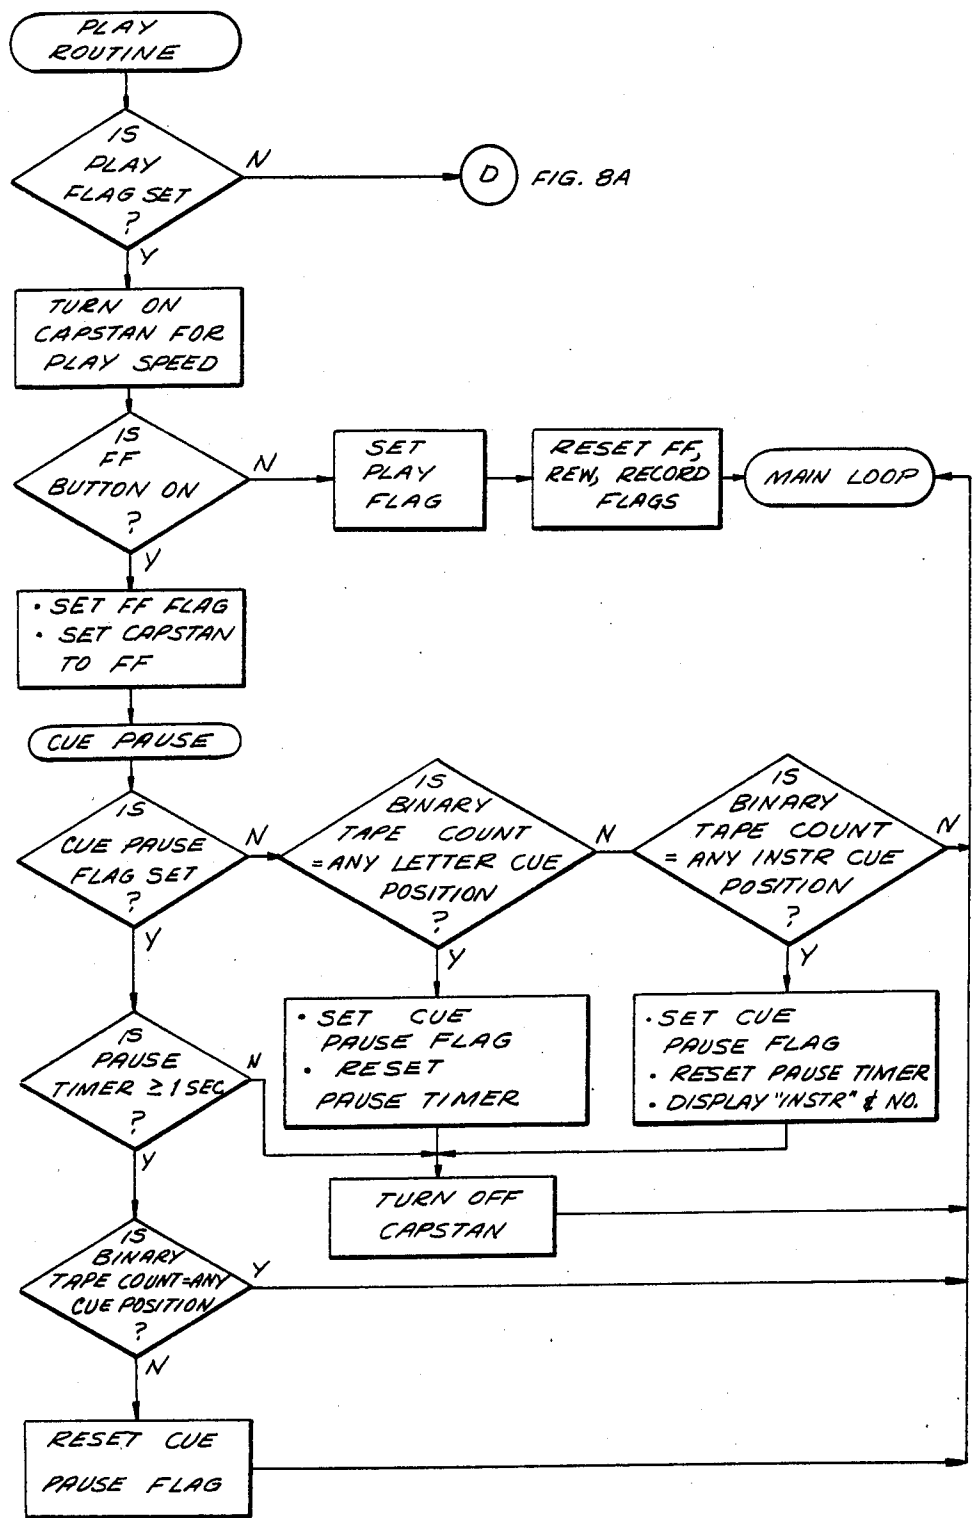 PLAY
ROUTINE
IS
PLAY
FLAG SET
?
N
D
FIG. 8A
Y
TURN ON
CAPSTAN FOR
PLAY SPEED
IS
FF
BUTTON ON
?
N
SET
PLAY
FLAG
RESET FF,
REW, RECORD
FLAGS
MAIN LOOP
Y
• SET FF FLAG
• SET CAPSTAN
TO FF
CUE PAUSE
IS
CUE PAUSE
FLAG SET
?
N
IS
BINARY
TAPE COUNT
=ANY LETTER CUE
POSITION
?
N
IS
BINARY
TAPE COUNT
= ANY INSTR CUE
POSITION
?
N
Y
Y
Y
• SET CUE
PAUSE FLAG
• RESET
PAUSE TIMER
• SET CUE
PAUSE FLAG
• RESET PAUSE TIMER
• DISPLAY "INSTR" & NO.
IS
PAUSE
TIMER ≥ 1 SEC
?
N
Y
TURN OFF
CAPSTAN
IS
BINARY
TAPE COUNT=ANY
CUE POSITION
?
Y
N
RESET CUE
PAUSE FLAG